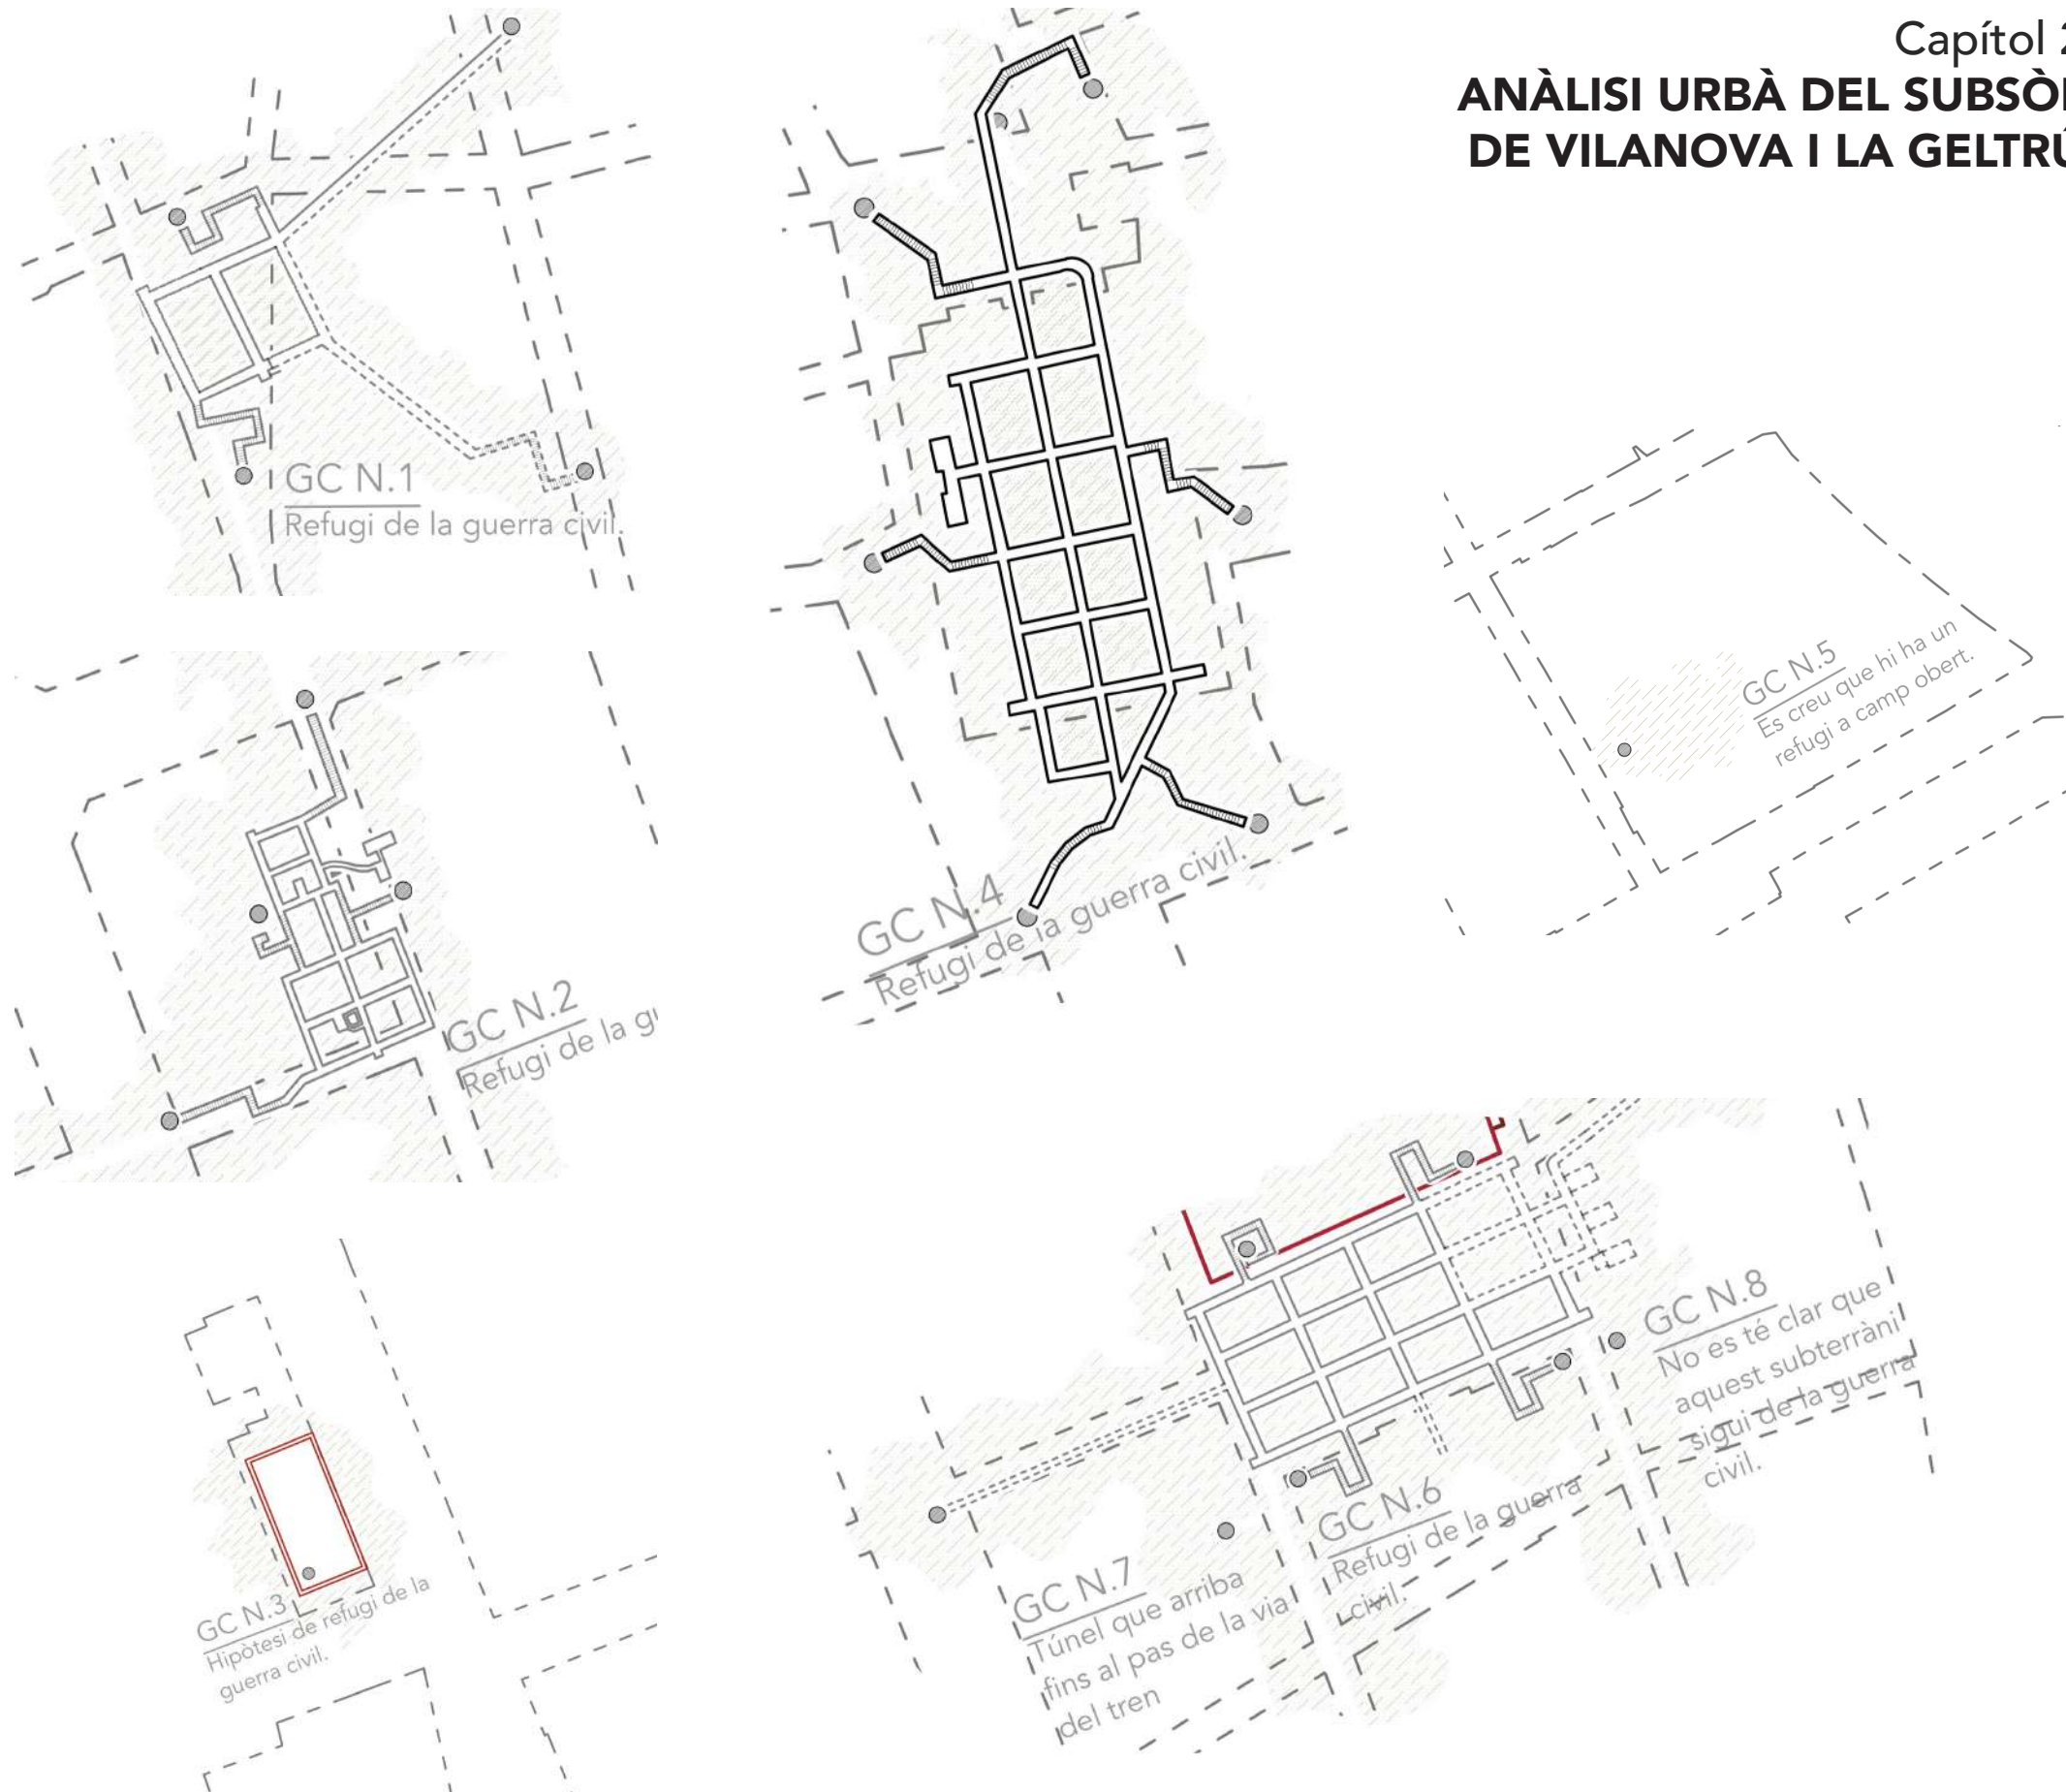 Capítol 2
ANÀLISI URBÀ DEL SUBSÒL
DE VILANOVA I LA GELTRÚ
GC N.1
Refugi de la guerra civil.
GC N.4
Refugi de la guerra civil.
GC N.5
Es creu que hi ha un
refugi a camp obert.
GC N.2
Refugi de la gu
GC N.3
Hipòtesi de refugi de la
guerra civil.
GC N.7
Túnel que arriba
fins al pas de la via
del tren
GC N.6
Refugi de la guerra
civil.
GC N.8
No es té clar que
aquest subterràni
sigui de la guerra
civil.